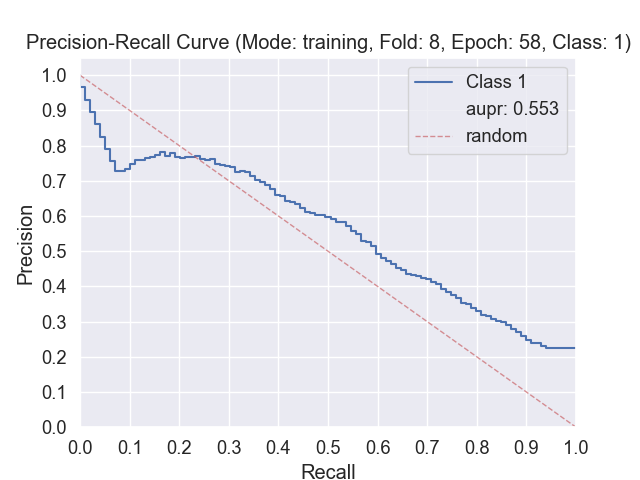 Precision-Recall Curve (Mode: training, Fold: 8, Epoch: 58, Class: 1)
Class 1
aupr: 0.553
random
Precision
1.0
0.9
0.8
0.7
0.6
0.5
0.4
0.3
0.2
0.1
0.0
0.0 0.1 0.2 0.3 0.4 0.5 0.6 0.7 0.8 0.9 1.0
Recall